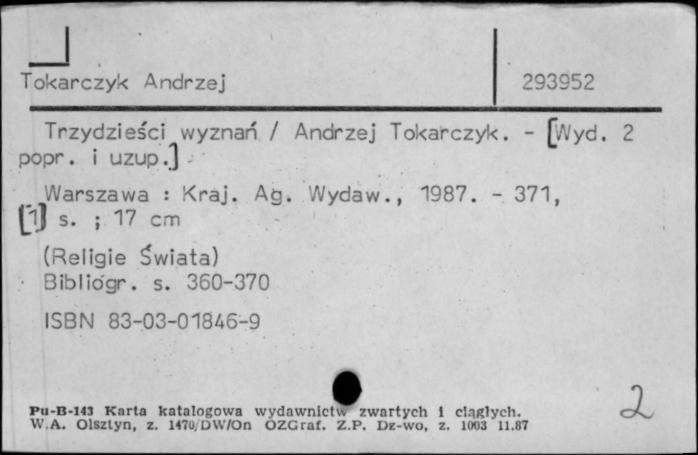 Tokarczyk Andrzej 293952
Trzydzieści wyznań / Andrzej Tokarczyk. - [Wyd. 2
popr. i uzup.]
Warszawa : Kraj. Ag. Wydaw., 1987. - 371,
[1] s. ; 17 cm
(Religie Świata)
Bibliogr. s. 360-370
ISBN 83-03-01846-9
2
Pu-B-143 Karta katalogowa wydawnictw zwartych i ciągłych.
W.A. Olsztyn, z. 1470/DW/On OZGraf. Z.P. Dz-wo, z. 1003 11.87